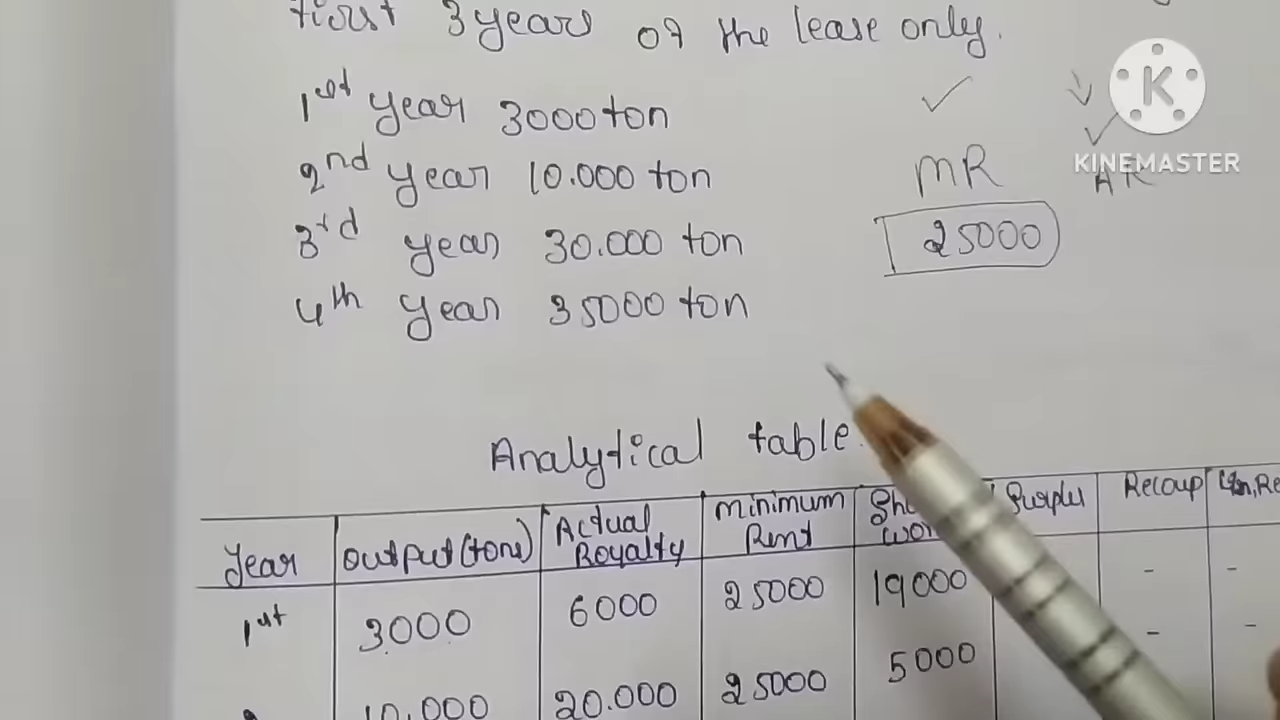 first 3 years of the lease only.
1st year 3000 ton
2nd year 10.000 ton
3rd year 30.000 ton
4th year 35000 ton
MR
AR
25000
KINEMASTER
Analytical table
Year Output(tons) Actual Royalty Minimum Rent Surplus Recoup
1st 3000 6000 25000 19000 - -
10.000 20.000 25000 5000 - -